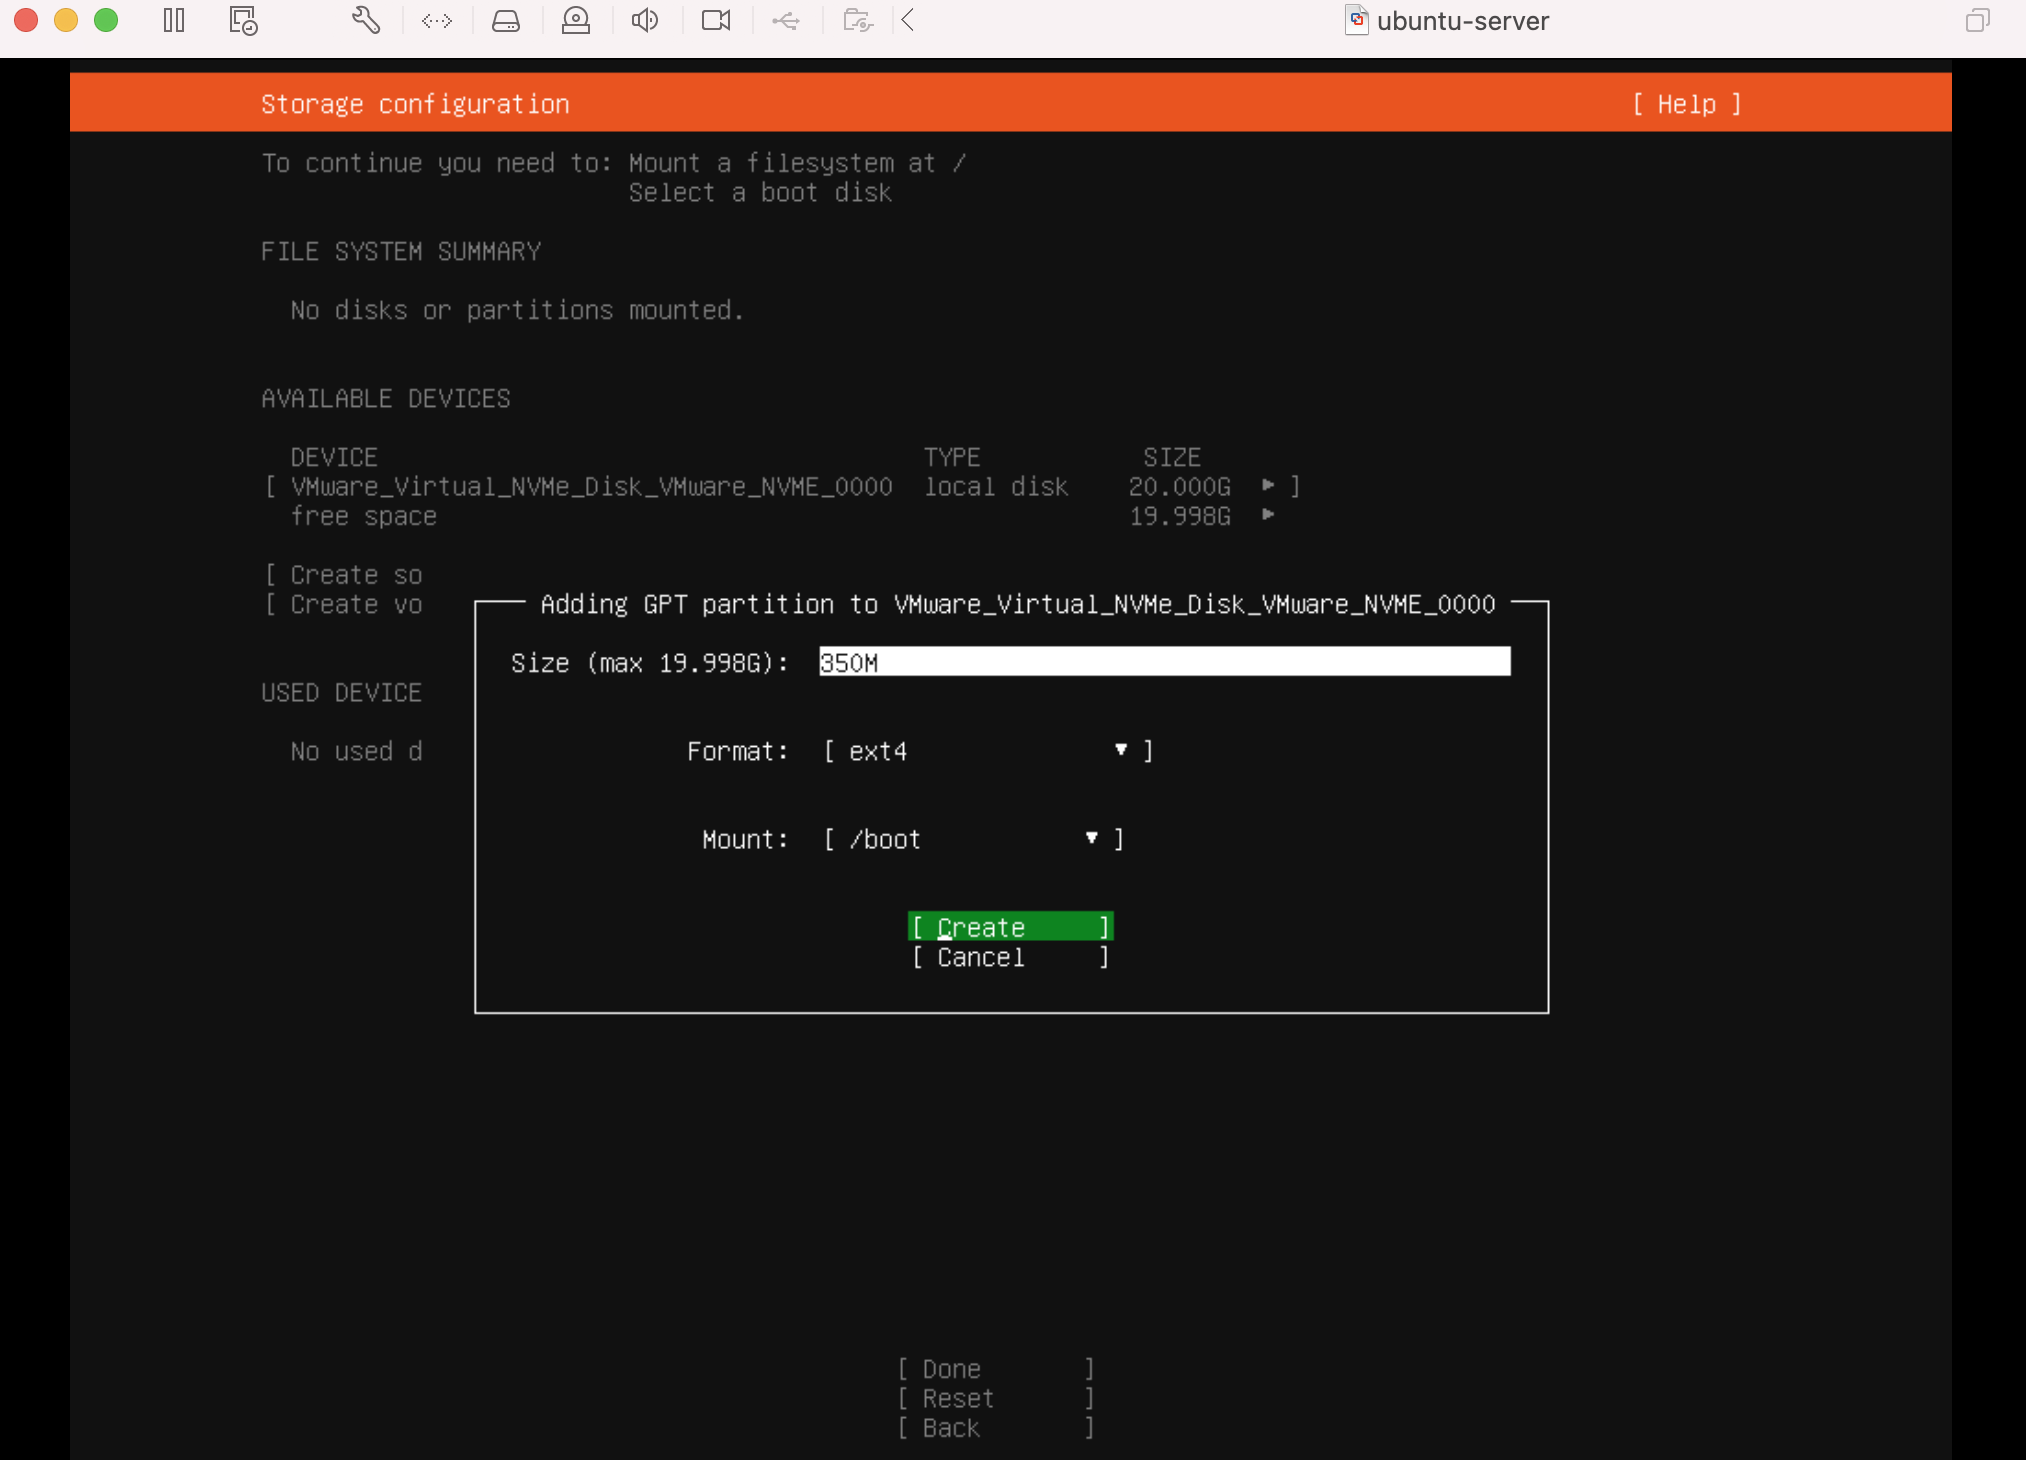 ubuntu-server
Storage configuration [ Help ]
To continue you need to: Mount a filesystem at /
Select a boot disk
FILE SYSTEM SUMMARY
No disks or partitions mounted.
AVAILABLE DEVICES
DEVICE TYPE SIZE
[ VMware_Virtual_NVMe_Disk_VMware_NVME_0000 local disk 20.000G ▸ ]
free space 19.998G ▸
[ Create so
[ Create vo
Adding GPT partition to VMware_Virtual_NVMe_Disk_VMware_NVME_0000
Size (max 19.998G): 350M
USED DEVICE
No used d
Format: [ ext4 ▾ ]
Mount: [ /boot ▾ ]
[ Create ]
[ Cancel ]
[ Done ]
[ Reset ]
[ Back ]